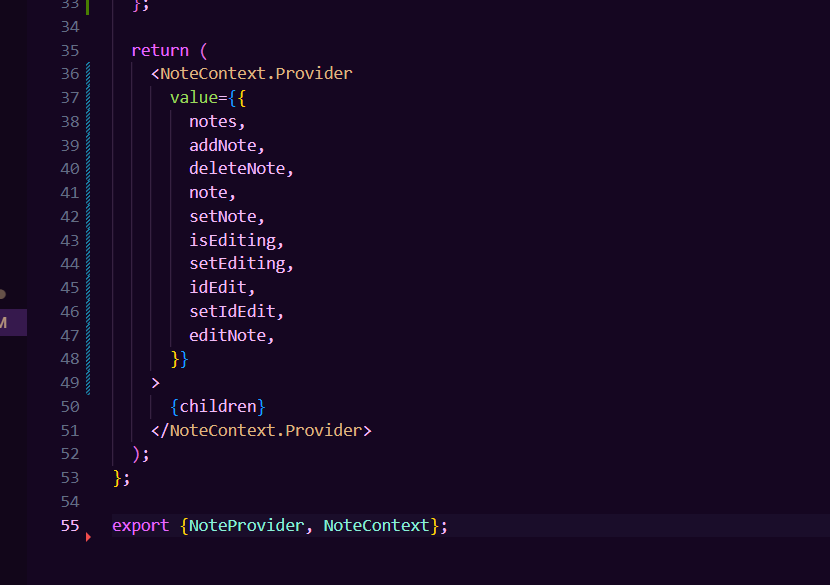 33 };
34
35 return (
36 <NoteContext.Provider
37 value={{
38 notes,
39 addNote,
40 deleteNote,
41 note,
42 setNote,
43 isEditing,
44 setEditing,
45 idEdit,
46 setIdEdit,
47 editNote,
48 }}
49 >
50 {children}
51 </NoteContext.Provider>
52 );
53 };
54
55 export {NoteProvider, NoteContext};
M